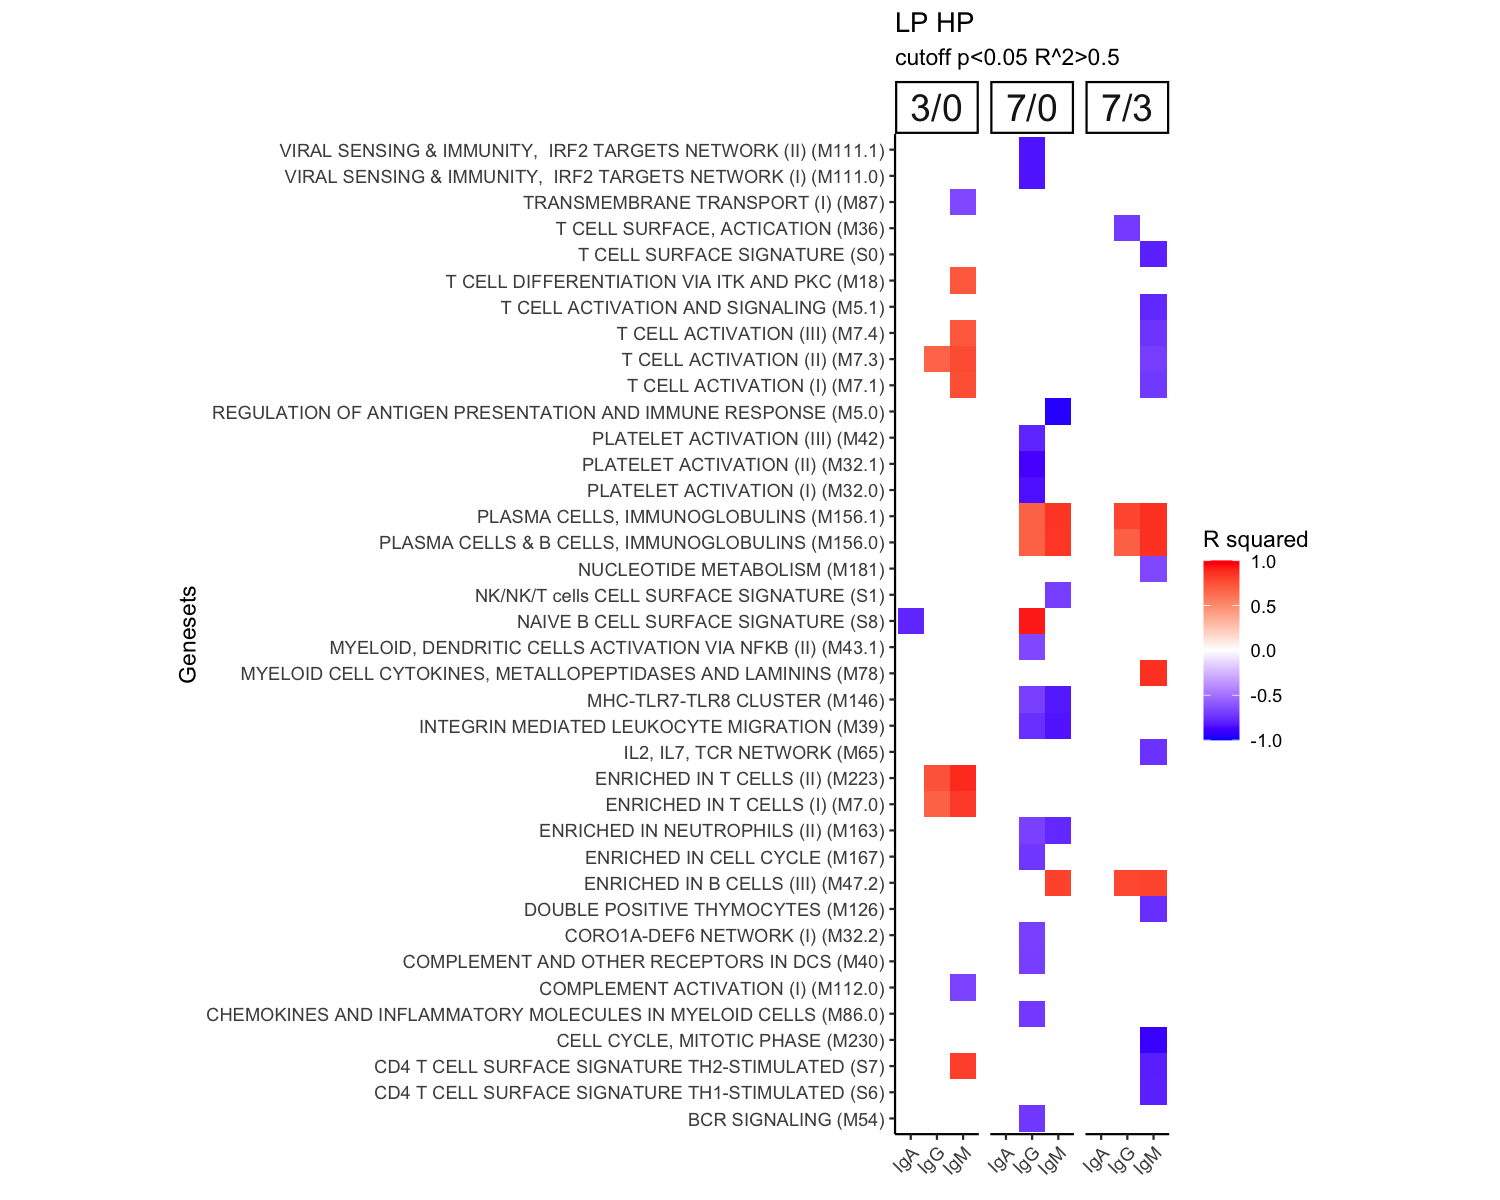 LP HP
cutoff p<0.05 R^2>0.5
3/0 7/0 7/3
VIRAL SENSING & IMMUNITY,  IRF2 TARGETS NETWORK (II) (M111.1)
VIRAL SENSING & IMMUNITY,  IRF2 TARGETS NETWORK (I) (M111.0)
TRANSMEMBRANE TRANSPORT (I) (M87)
T CELL SURFACE, ACTICATION (M36)
T CELL SURFACE SIGNATURE (S0)
T CELL DIFFERENTIATION VIA ITK AND PKC (M18)
T CELL ACTIVATION AND SIGNALING (M5.1)
T CELL ACTIVATION (III) (M7.4)
T CELL ACTIVATION (II) (M7.3)
T CELL ACTIVATION (I) (M7.1)
REGULATION OF ANTIGEN PRESENTATION AND IMMUNE RESPONSE (M5.0)
PLATELET ACTIVATION (III) (M42)
PLATELET ACTIVATION (II) (M32.1)
PLATELET ACTIVATION (I) (M32.0)
PLASMA CELLS, IMMUNOGLOBULINS (M156.1)
PLASMA CELLS & B CELLS, IMMUNOGLOBULINS (M156.0)
NUCLEOTIDE METABOLISM (M181)
NK/NK/T cells CELL SURFACE SIGNATURE (S1)
NAIVE B CELL SURFACE SIGNATURE (S8)
MYELOID, DENDRITIC CELLS ACTIVATION VIA NFKB (II) (M43.1)
MYELOID CELL CYTOKINES, METALLOPEPTIDASES AND LAMININS (M78)
MHC-TLR7-TLR8 CLUSTER (M146)
INTEGRIN MEDIATED LEUKOCYTE MIGRATION (M39)
IL2, IL7, TCR NETWORK (M65)
ENRICHED IN T CELLS (II) (M223)
ENRICHED IN T CELLS (I) (M7.0)
ENRICHED IN NEUTROPHILS (II) (M163)
ENRICHED IN CELL CYCLE (M167)
ENRICHED IN B CELLS (III) (M47.2)
DOUBLE POSITIVE THYMOCYTES (M126)
CORO1A-DEF6 NETWORK (I) (M32.2)
COMPLEMENT AND OTHER RECEPTORS IN DCS (M40)
COMPLEMENT ACTIVATION (I) (M112.0)
CHEMOKINES AND INFLAMMATORY MOLECULES IN MYELOID CELLS (M86.0)
CELL CYCLE, MITOTIC PHASE (M230)
CD4 T CELL SURFACE SIGNATURE TH2-STIMULATED (S7)
CD4 T CELL SURFACE SIGNATURE TH1-STIMULATED (S6)
BCR SIGNALING (M54)
Genesets
IgA IgG IgM IgA IgG IgM IgA IgG IgM
R squared
1.0
0.5
0.0
-0.5
-1.0